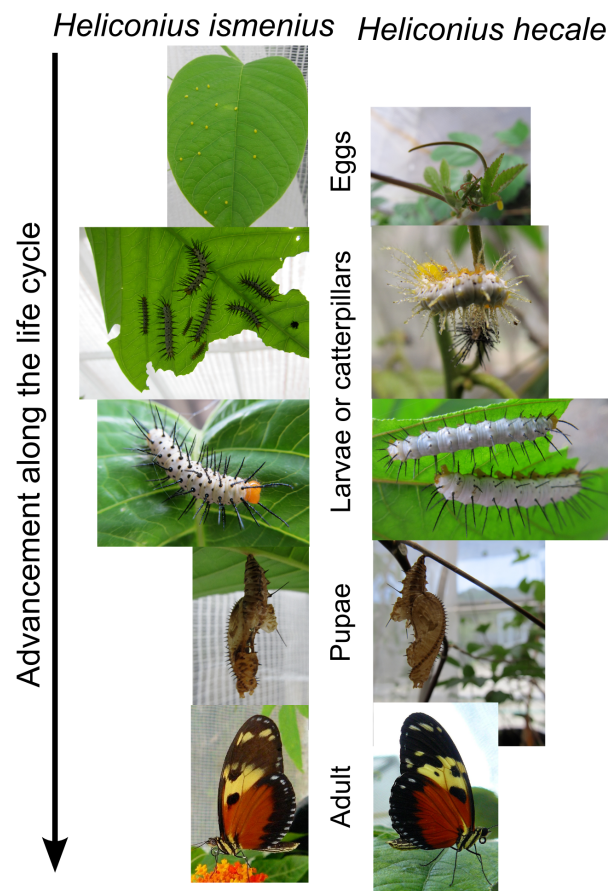 Heliconius ismenius
Heliconius hecale
Advancement along the life cycle
Eggs
Larvae or catterpillars
Pupae
Adult